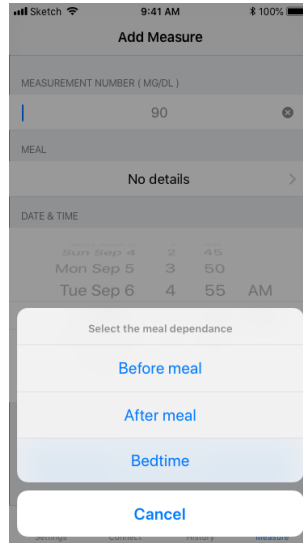 Sketch 9:41 AM 100%
Add Measure
MEASUREMENT NUMBER ( MG/DL )
90
MEAL
No details
DATE & TIME
Sun Sep 4 2 45
Mon Sep 5 3 50
Tue Sep 6 4 55 AM
Select the meal dependance
Before meal
After meal
Bedtime
Cancel
Settings Connect History Measure